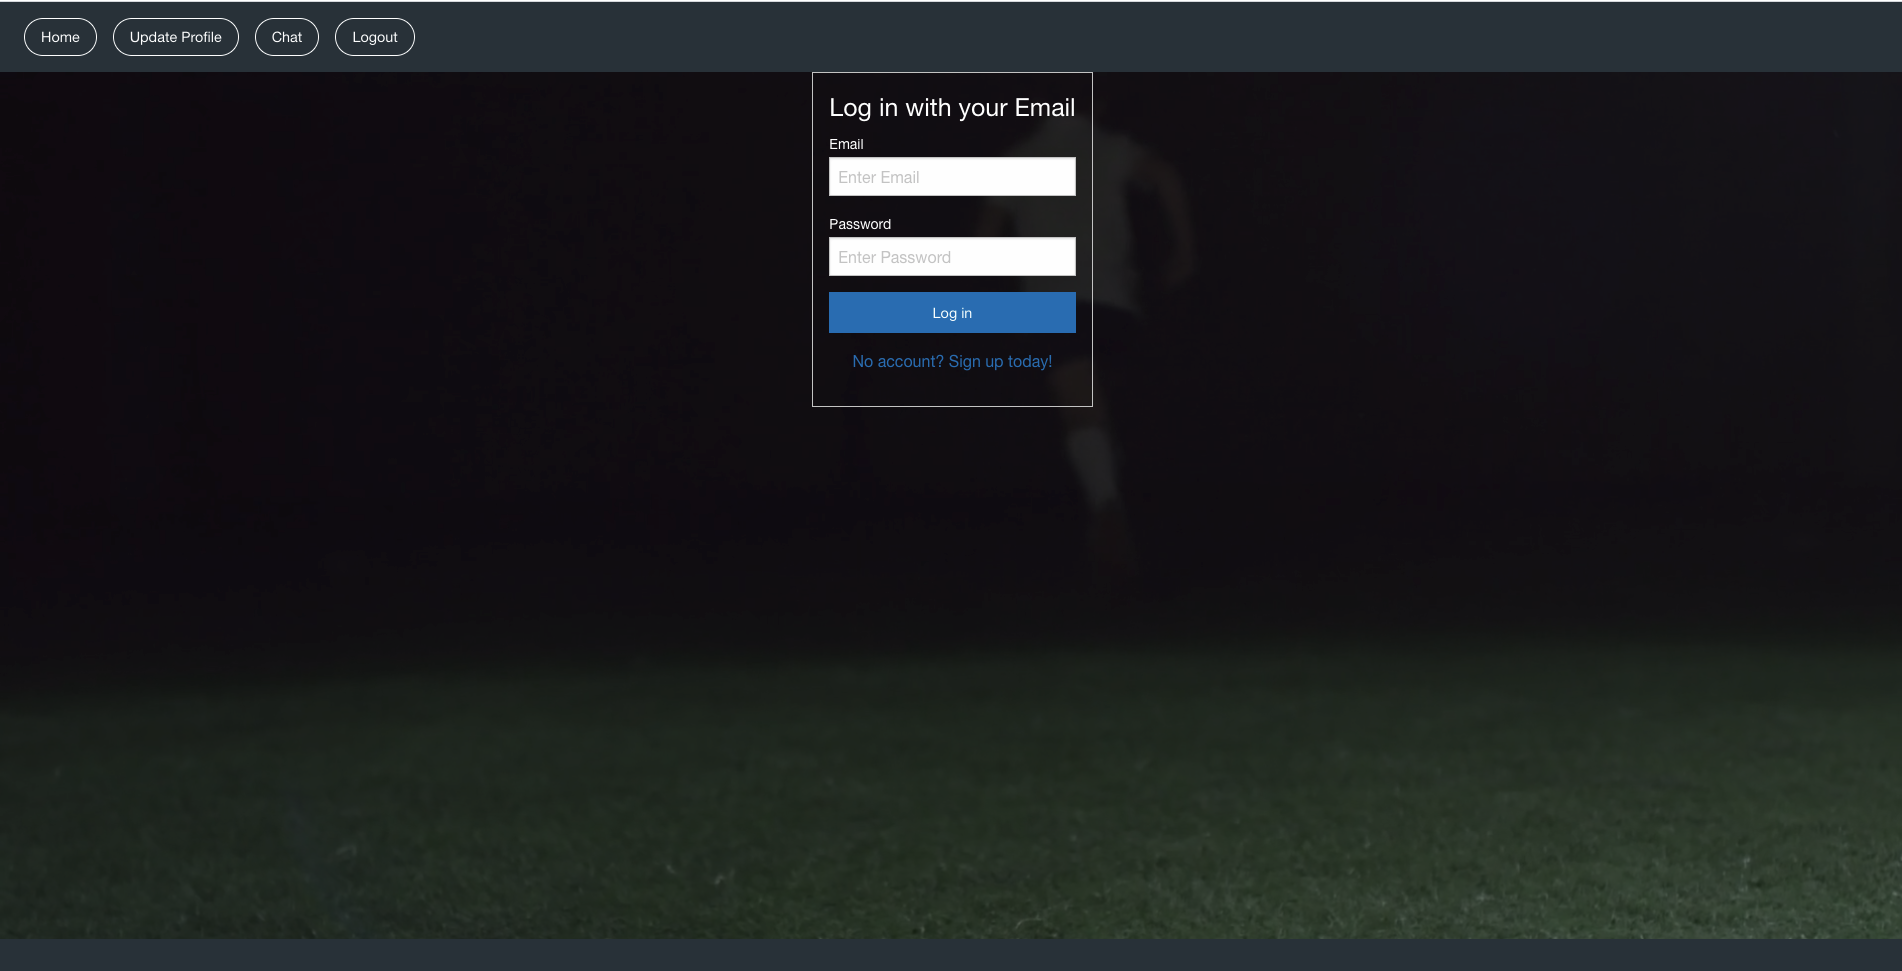 Home Update Profile Chat Logout
Log in with your Email
Email
Enter Email
Password
Enter Password
Log in
No account? Sign up today!